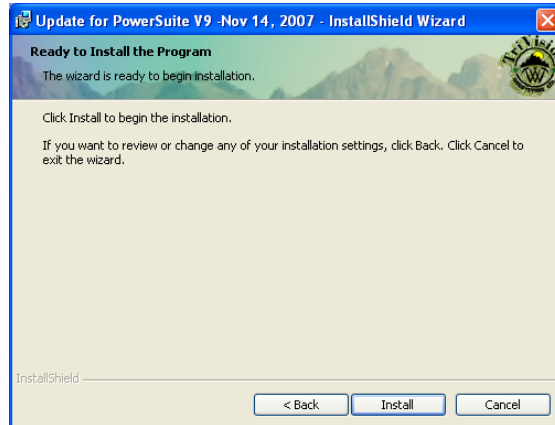 Update for PowerSuite V9 -Nov 14, 2007 - InstallShield Wizard
Ready to Install the Program
The wizard is ready to begin installation.
Click Install to begin the installation.
If you want to review or change any of your installation settings, click Back. Click Cancel to
exit the wizard.
InstallShield
< Back
Install
Cancel